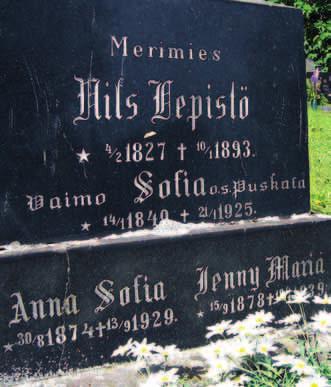 Merimies
Nils Lepistö
★ 4/2 1827 † 10/1 1893.
Vaimo Sofia o.s. Puskala
★ 14/1 1840 † 21/1 1925.
Anna Sofia
★ 30/8 1874 † 13/9 1929.
Jenny Maria
★ 15/9 1878 †